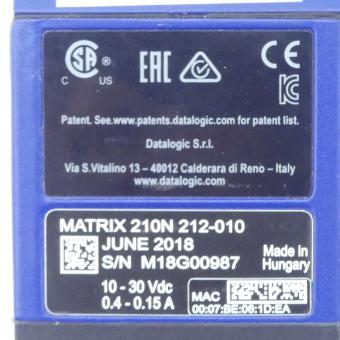 CSA ®
C US
EAC CE
Patent. See.www.patents.datalogic.com for patent list.
Datalogic S.r.l.
Via S.Vitalino 13 – 40012 Calderara di Reno – Italy
www.datalogic.com
MATRIX 210N 212-010
JUNE 2018
S/N M18G00987
Made in
Hungary
10 - 30 Vdc
0.4 - 0.15 A
MAC
00:07:BE:06:1D:EA